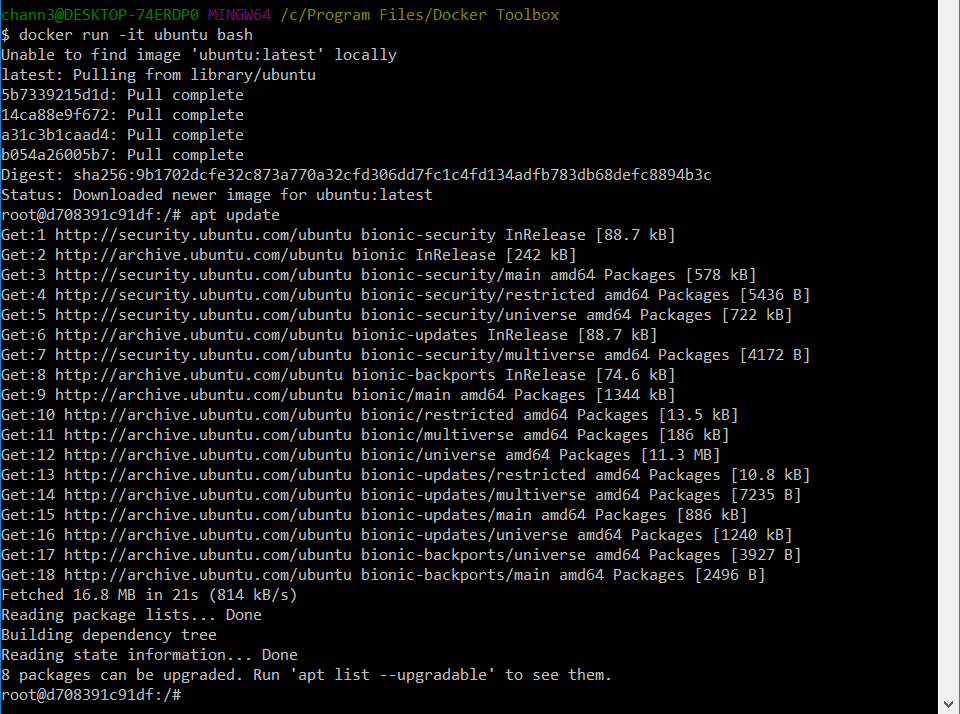 chann3@DESKTOP-74ERDP0 MINGW64 /c/Program Files/Docker Toolbox
$ docker run -it ubuntu bash
Unable to find image 'ubuntu:latest' locally
latest: Pulling from library/ubuntu
5b7339215d1d: Pull complete
14ca88e9f672: Pull complete
a31c3b1caad4: Pull complete
b054a26005b7: Pull complete
Digest: sha256:9b1702dcfe32c873a770a32cfd306dd7fc1c4fd134adfb783db68defc8894b3c
Status: Downloaded newer image for ubuntu:latest
root@d708391c91df:/# apt update
Get:1 http://security.ubuntu.com/ubuntu bionic-security InRelease [88.7 kB]
Get:2 http://archive.ubuntu.com/ubuntu bionic InRelease [242 kB]
Get:3 http://security.ubuntu.com/ubuntu bionic-security/main amd64 Packages [578 kB]
Get:4 http://security.ubuntu.com/ubuntu bionic-security/restricted amd64 Packages [5436 B]
Get:5 http://security.ubuntu.com/ubuntu bionic-security/universe amd64 Packages [722 kB]
Get:6 http://archive.ubuntu.com/ubuntu bionic-updates InRelease [88.7 kB]
Get:7 http://security.ubuntu.com/ubuntu bionic-security/multiverse amd64 Packages [4172 B]
Get:8 http://archive.ubuntu.com/ubuntu bionic-backports InRelease [74.6 kB]
Get:9 http://archive.ubuntu.com/ubuntu bionic/main amd64 Packages [1344 kB]
Get:10 http://archive.ubuntu.com/ubuntu bionic/restricted amd64 Packages [13.5 kB]
Get:11 http://archive.ubuntu.com/ubuntu bionic/multiverse amd64 Packages [186 kB]
Get:12 http://archive.ubuntu.com/ubuntu bionic/universe amd64 Packages [11.3 MB]
Get:13 http://archive.ubuntu.com/ubuntu bionic-updates/restricted amd64 Packages [10.8 kB]
Get:14 http://archive.ubuntu.com/ubuntu bionic-updates/multiverse amd64 Packages [7235 B]
Get:15 http://archive.ubuntu.com/ubuntu bionic-updates/main amd64 Packages [886 kB]
Get:16 http://archive.ubuntu.com/ubuntu bionic-updates/universe amd64 Packages [1240 kB]
Get:17 http://archive.ubuntu.com/ubuntu bionic-backports/universe amd64 Packages [3927 B]
Get:18 http://archive.ubuntu.com/ubuntu bionic-backports/main amd64 Packages [2496 B]
Fetched 16.8 MB in 21s (814 kB/s)
Reading package lists... Done
Building dependency tree
Reading state information... Done
8 packages can be upgraded. Run 'apt list --upgradable' to see them.
root@d708391c91df:/#